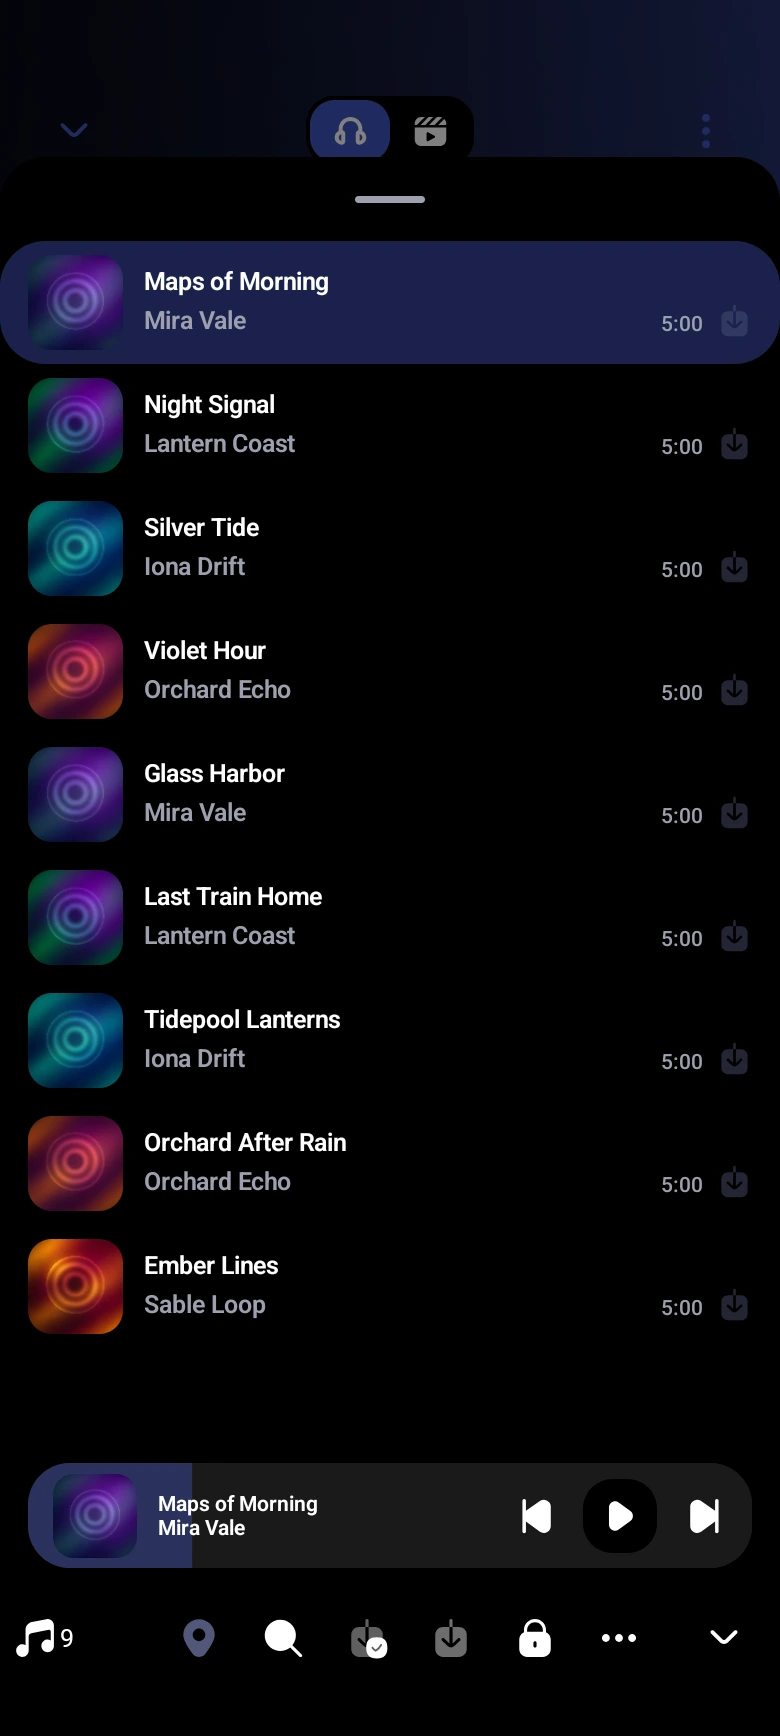 Maps of Morning
Mira Vale
5:00
Night Signal
Lantern Coast
5:00
Silver Tide
Iona Drift
5:00
Violet Hour
Orchard Echo
5:00
Glass Harbor
Mira Vale
5:00
Last Train Home
Lantern Coast
5:00
Tidepool Lanterns
Iona Drift
5:00
Orchard After Rain
Orchard Echo
5:00
Ember Lines
Sable Loop
5:00
Maps of Morning
Mira Vale
9